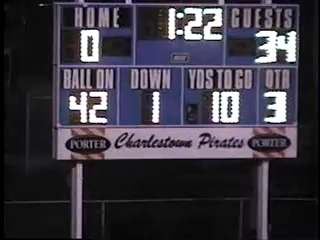 HOME 1:22 GUESTS
0 34
BALL ON DOWN YDS TO GO QTR
42 1 10 3
PORTER Charlestown Pirates PORTER